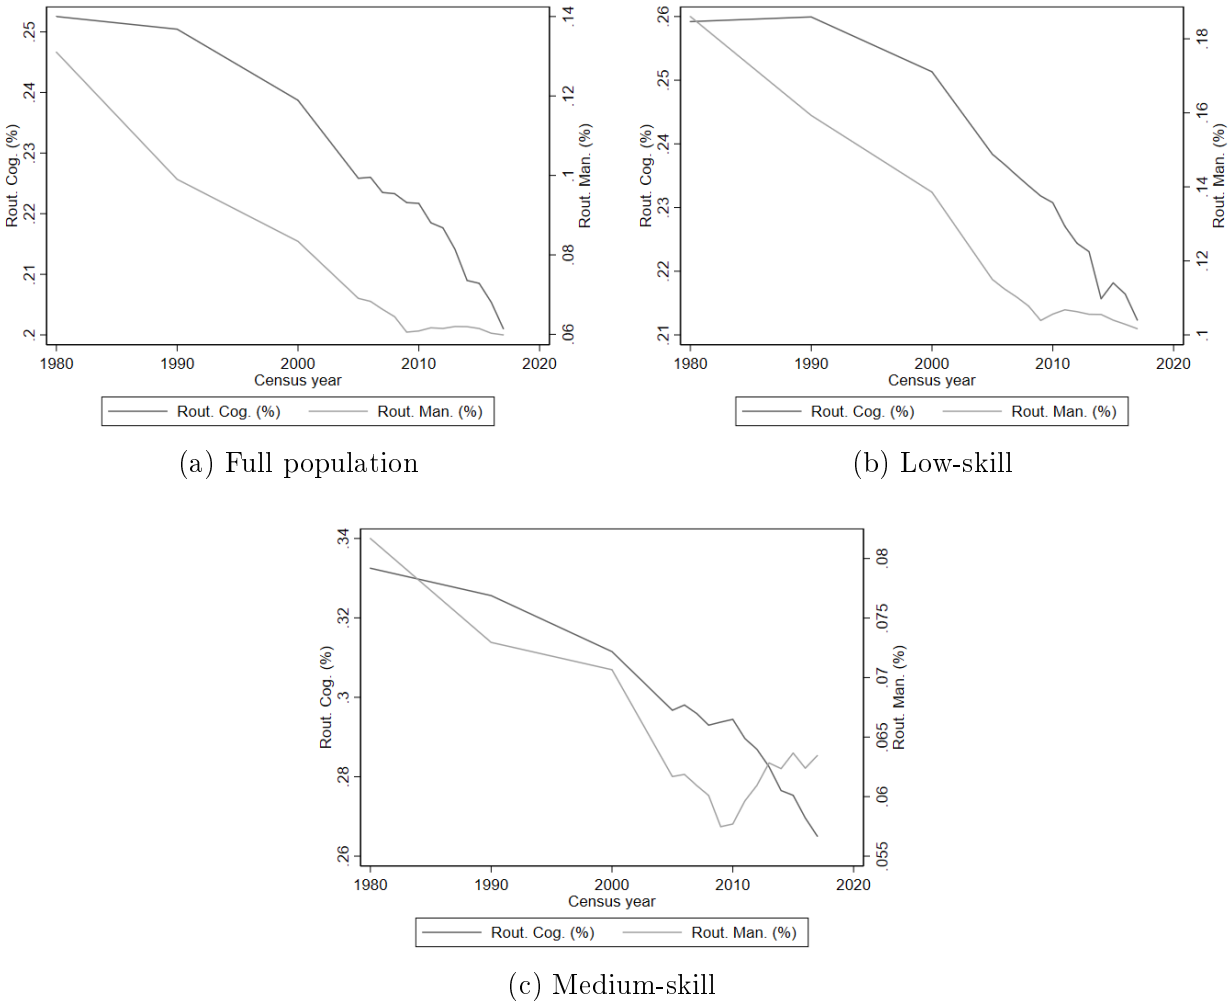 .25
.24
.23
.22
.21
.2
Rout. Cog. (%)
.14
.12
.1
.08
.06
Rout. Man. (%)
1980 1990 2000 2010 2020
Census year
Rout. Cog. (%) Rout. Man. (%)
(a) Full population
.26
.25
.24
.23
.22
.21
Rout. Cog. (%)
.18
.16
.14
.12
.1
Rout. Man. (%)
1980 1990 2000 2010 2020
Census year
Rout. Cog. (%) Rout. Man. (%)
(b) Low-skill
.34
.32
.3
.28
.26
Rout. Cog. (%)
.08
.075
.07
.065
.06
.055
Rout. Man. (%)
1980 1990 2000 2010 2020
Census year
Rout. Cog. (%) Rout. Man. (%)
(c) Medium-skill